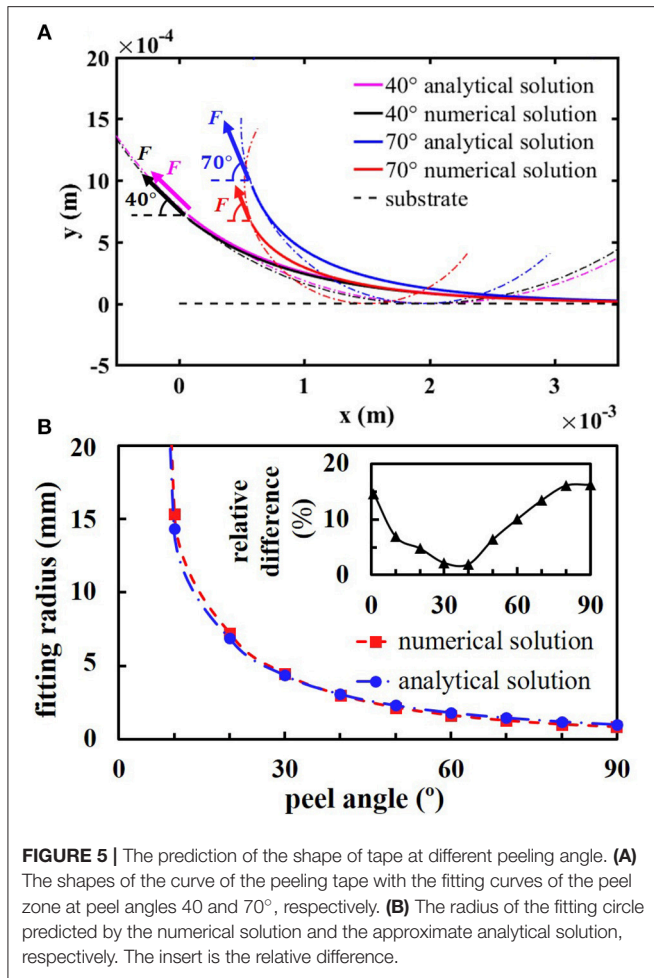 A
×10⁻⁴
20
15
10
5
0
-5
y (m)
40° analytical solution
40° numerical solution
70° analytical solution
70° numerical solution
substrate
F
70°
F
F
40°
F
0
1
2
3
x (m)
×10⁻³
B
20
15
10
5
0
fitting radius (mm)
relative
difference
(%)
20
10
0
0
30
60
90
numerical solution
analytical solution
0
30
60
90
peel angle (º)
FIGURE 5 | The prediction of the shape of tape at different peeling angle. (A)
The shapes of the curve of the peeling tape with the fitting curves of the peel
zone at peel angles 40 and 70°, respectively. (B) The radius of the fitting circle
predicted by the numerical solution and the approximate analytical solution,
respectively. The insert is the relative difference.